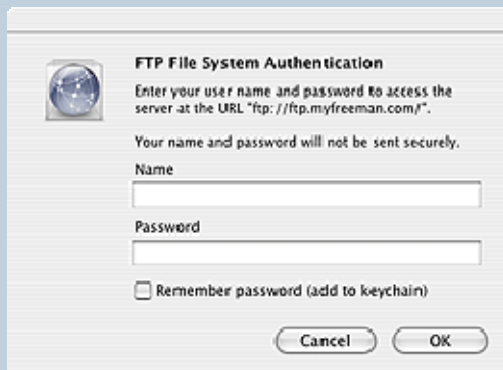 FTP File System Authentication
Enter your user name and password to access the
server at the URL "ftp://ftp.myfreeman.com/".
Your name and password will not be sent securely.
Name
Password
Remember password (add to keychain)
Cancel
OK